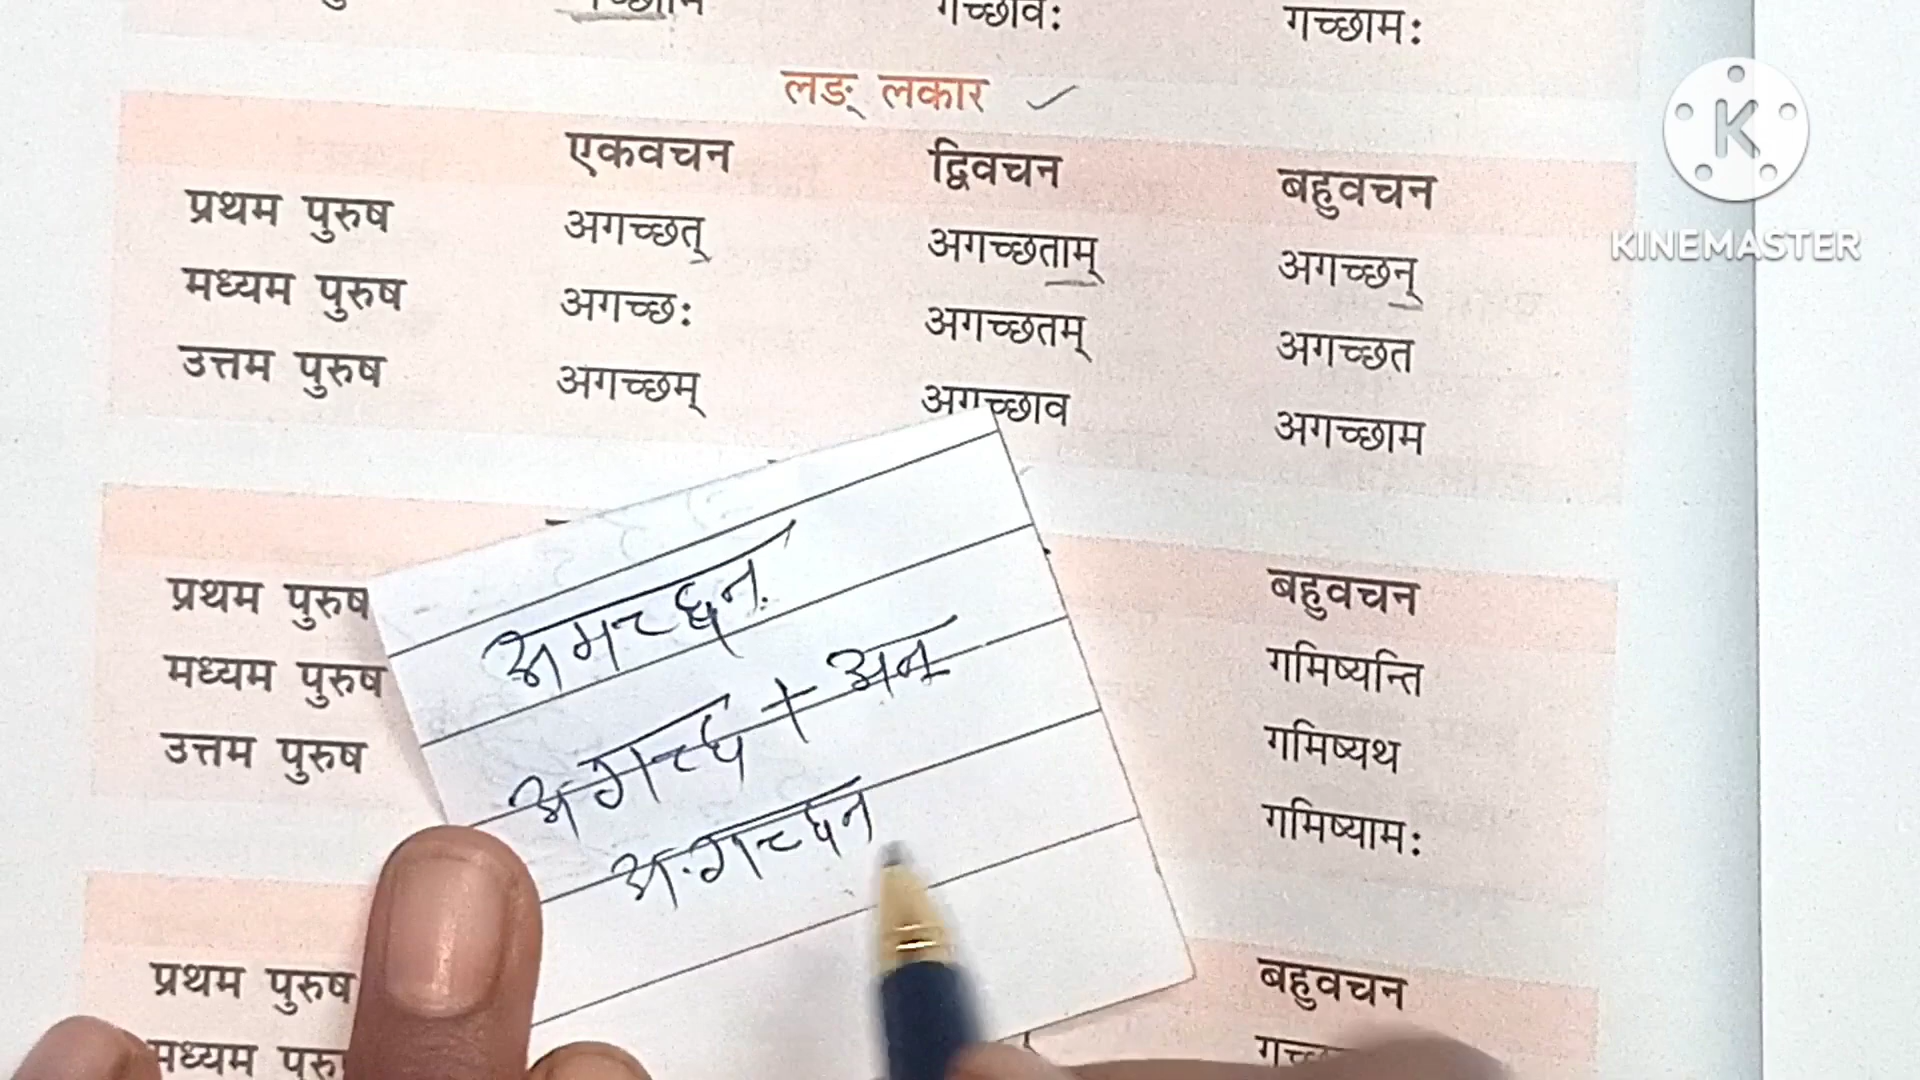 गच्छावः गच्छामः
लङ् लकार
एकवचन द्विवचन बहुवचन
प्रथम पुरुष अगच्छत् अगच्छताम् अगच्छन्
मध्यम पुरुष अगच्छः अगच्छतम् अगच्छत
उत्तम पुरुष अगच्छम् अगच्छाव अगच्छाम
KINEMASTER
अगच्छन्
अगच्छ + अन्
अगच्छन
बहुवचन
प्रथम पुरुष गमिष्यन्ति
मध्यम पुरुष गमिष्यथ
उत्तम पुरुष गमिष्यामः
बहुवचन
प्रथम पुरुष
मध्यम